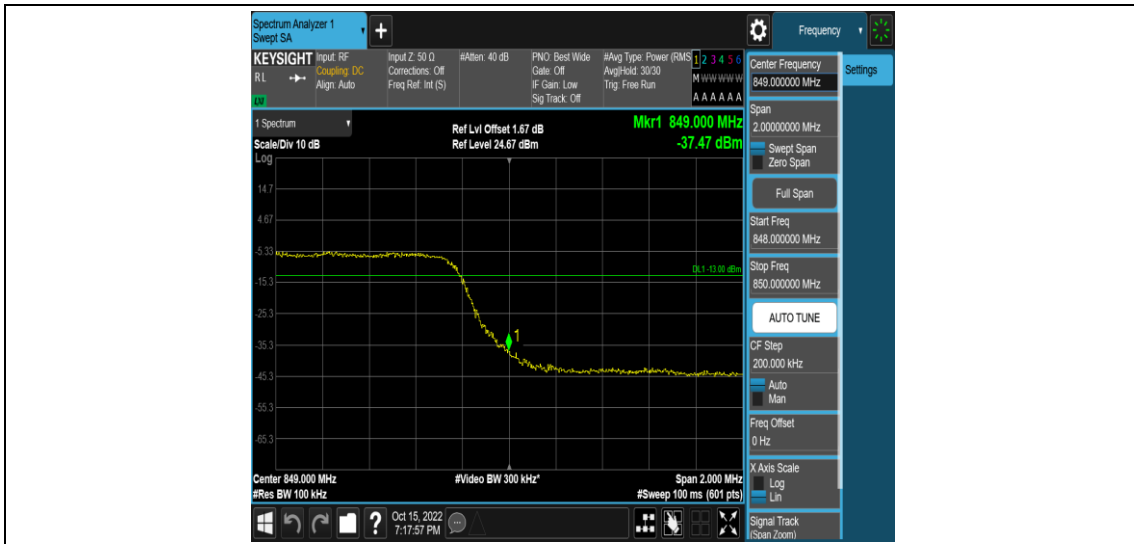 Spectrum Analyzer 1
Swept SA
Frequency
KEYSIGHT
RL
LXI
Input: RF
Coupling: DC
Align: Auto
Input Z: 50 Ω
Corrections: Off
Freq Ref: Int (S)
#Atten: 40 dB
PNO: Best Wide
Gate: Off
IF Gain: Low
Sig Track: Off
#Avg Type: Power (RMS
Avg|Hold: 30/30
Trig: Free Run
1 2 3 4 5 6
M W W W W W
A A A A A A
1 Spectrum
Scale/Div 10 dB
Log
Ref Lvl Offset 1.67 dB
Ref Level 24.67 dBm
Mkr1 849.000 MHz
-37.47 dBm
14.7
4.67
-5.33
DL1 -13.00 dBm
-15.3
-25.3
1
-35.3
-45.3
-55.3
-65.3
Center 849.000 MHz
#Res BW 100 kHz
#Video BW 300 kHz*
Span 2.000 MHz
#Sweep 100 ms (601 pts)
?
Oct 15, 2022
7:17:57 PM
Center Frequency
849.000000 MHz
Settings
Span
2.00000000 MHz
Swept Span
Zero Span
Full Span
Start Freq
848.000000 MHz
Stop Freq
850.000000 MHz
AUTO TUNE
CF Step
200.000 kHz
Auto
Man
Freq Offset
0 Hz
X Axis Scale
Log
Lin
Signal Track
(Span Zoom)